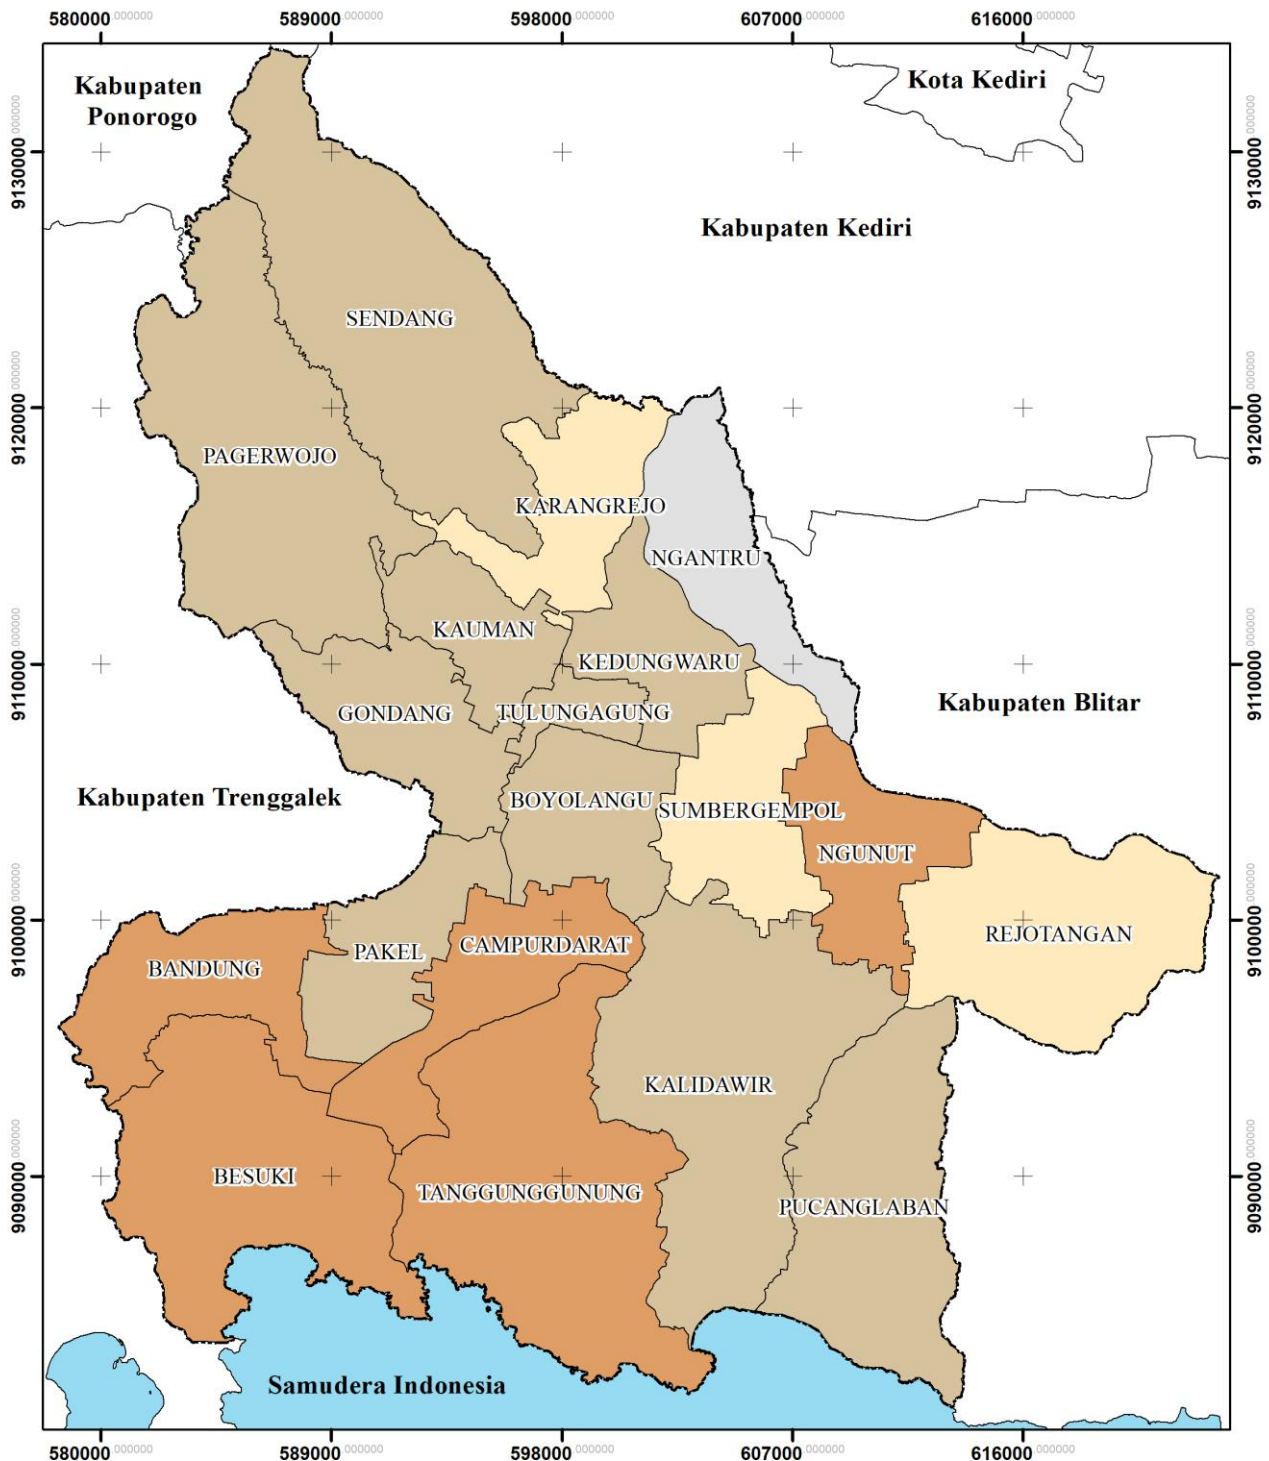 580000.000000 589000.000000 598000.000000 607000.000000 616000.000000
Kabupaten
Ponorogo
Kota Kediri
9130000.000000
9130000.000000
Kabupaten Kediri
SENDANG
9120000.000000
9120000.000000
PAGERWOJO
KARANGREJO
NGANTRU
KAUMAN
KEDUNGWARU
9110000.000000
9110000.000000
GONDANG
TULUNGAGUNG
Kabupaten Blitar
Kabupaten Trenggalek
BOYOLANGU
SUMBERGEMPOL
NGUNUT
9100000.000000
9100000.000000
REJOTANGAN
CAMPURDARAT
PAKEL
BANDUNG
KALIDAWIR
9090000.000000
9090000.000000
BESUKI
TANGGUNGGUNUNG
PUCANGLABAN
Samudera Indonesia
580000.000000 589000.000000 598000.000000 607000.000000 616000.000000